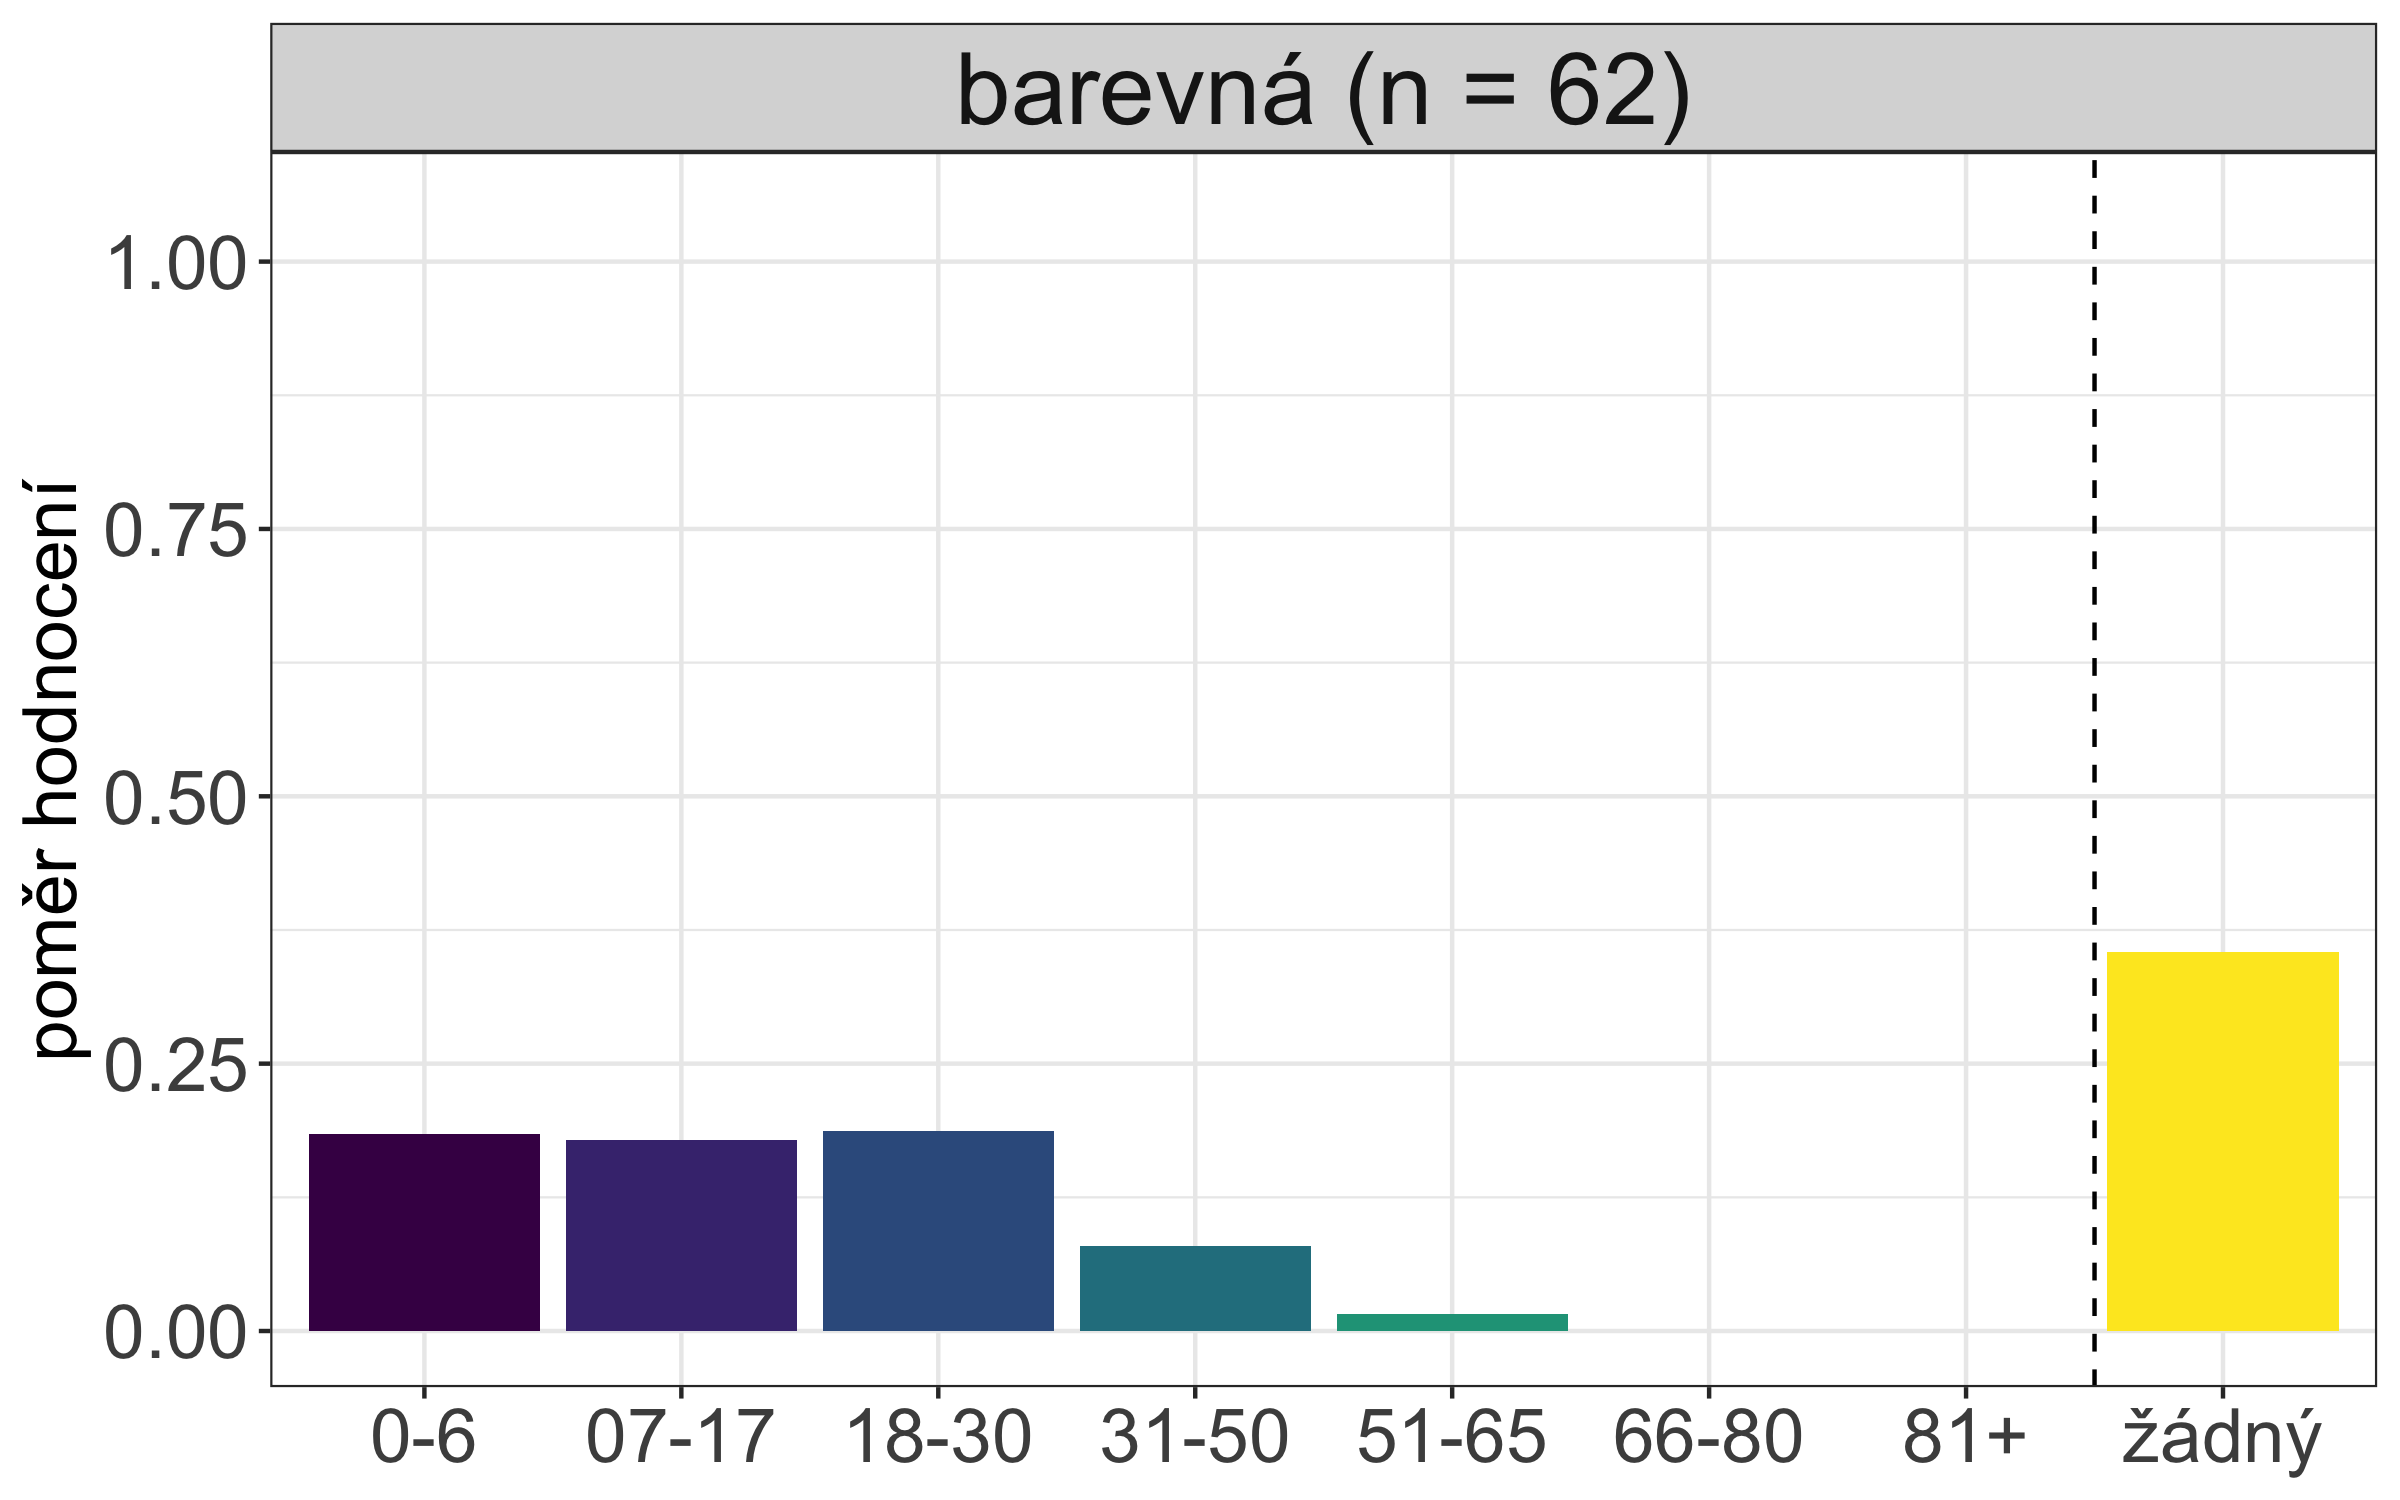 barevná (n = 62)
poměr hodnocení
1.00
0.75
0.50
0.25
0.00
0-6 07-17 18-30 31-50 51-65 66-80 81+ žádný